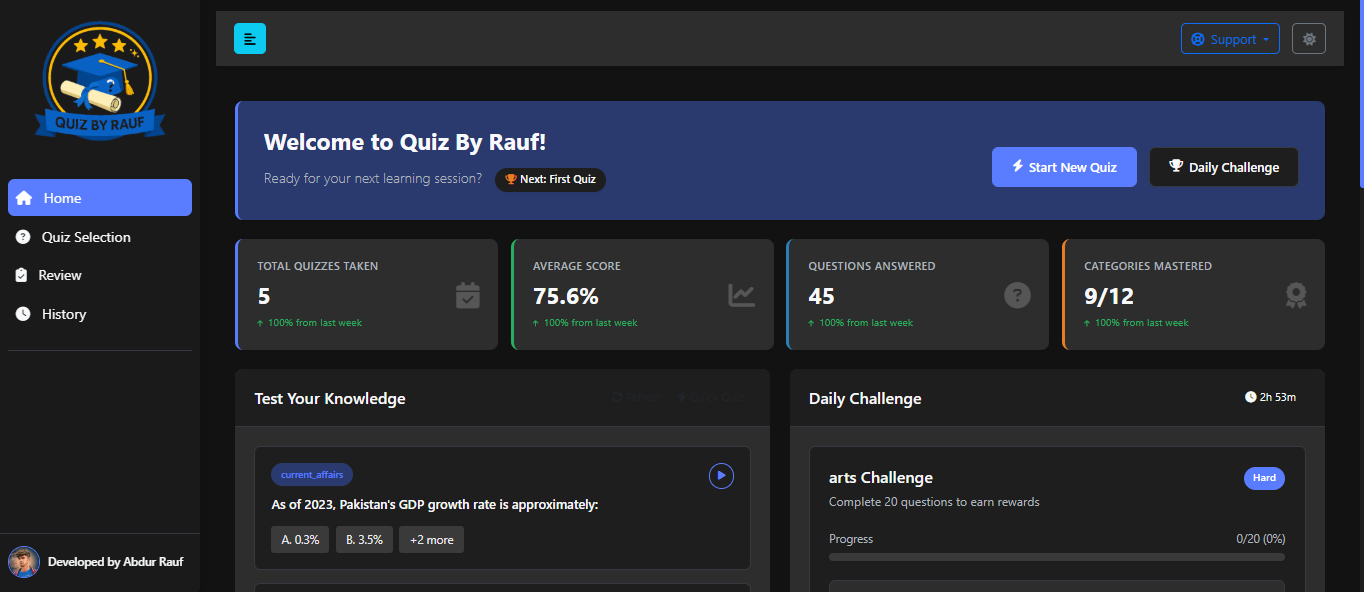 QUIZ BY RAUF
Home
Quiz Selection
Review
History
Developed by Abdur Rauf
Support
Welcome to Quiz By Rauf!
Ready for your next learning session?
Next: First Quiz
Start New Quiz
Daily Challenge
TOTAL QUIZZES TAKEN
5
↑ 100% from last week
AVERAGE SCORE
75.6%
↑ 100% from last week
QUESTIONS ANSWERED
45
↑ 100% from last week
CATEGORIES MASTERED
9/12
↑ 100% from last week
Test Your Knowledge
Refresh
Quick Quiz
current_affairs
As of 2023, Pakistan's GDP growth rate is approximately:
A. 0.3%
B. 3.5%
+2 more
Daily Challenge
2h 53m
arts Challenge
Hard
Complete 20 questions to earn rewards
Progress
0/20 (0%)